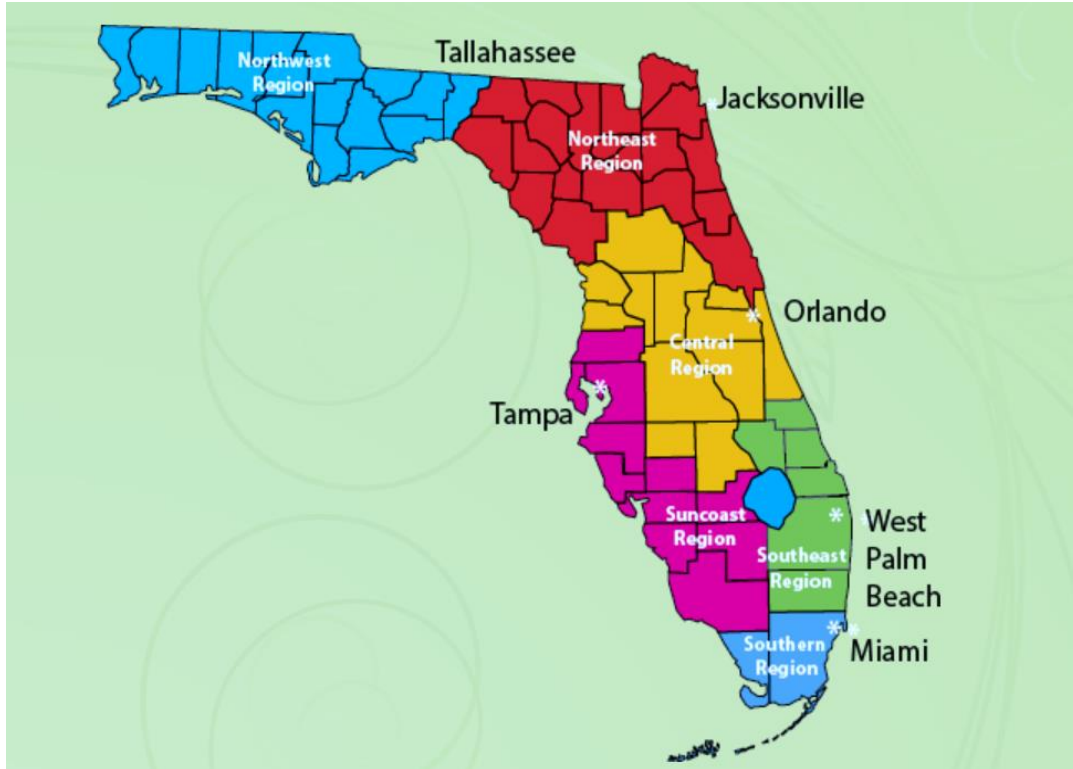 Tallahassee
Northwest
Region
Jacksonville
Northeast
Region
Orlando
Central
Region
Tampa
Suncoast
Region
West
Palm
Beach
Southeast
Region
Southern
Region
Miami